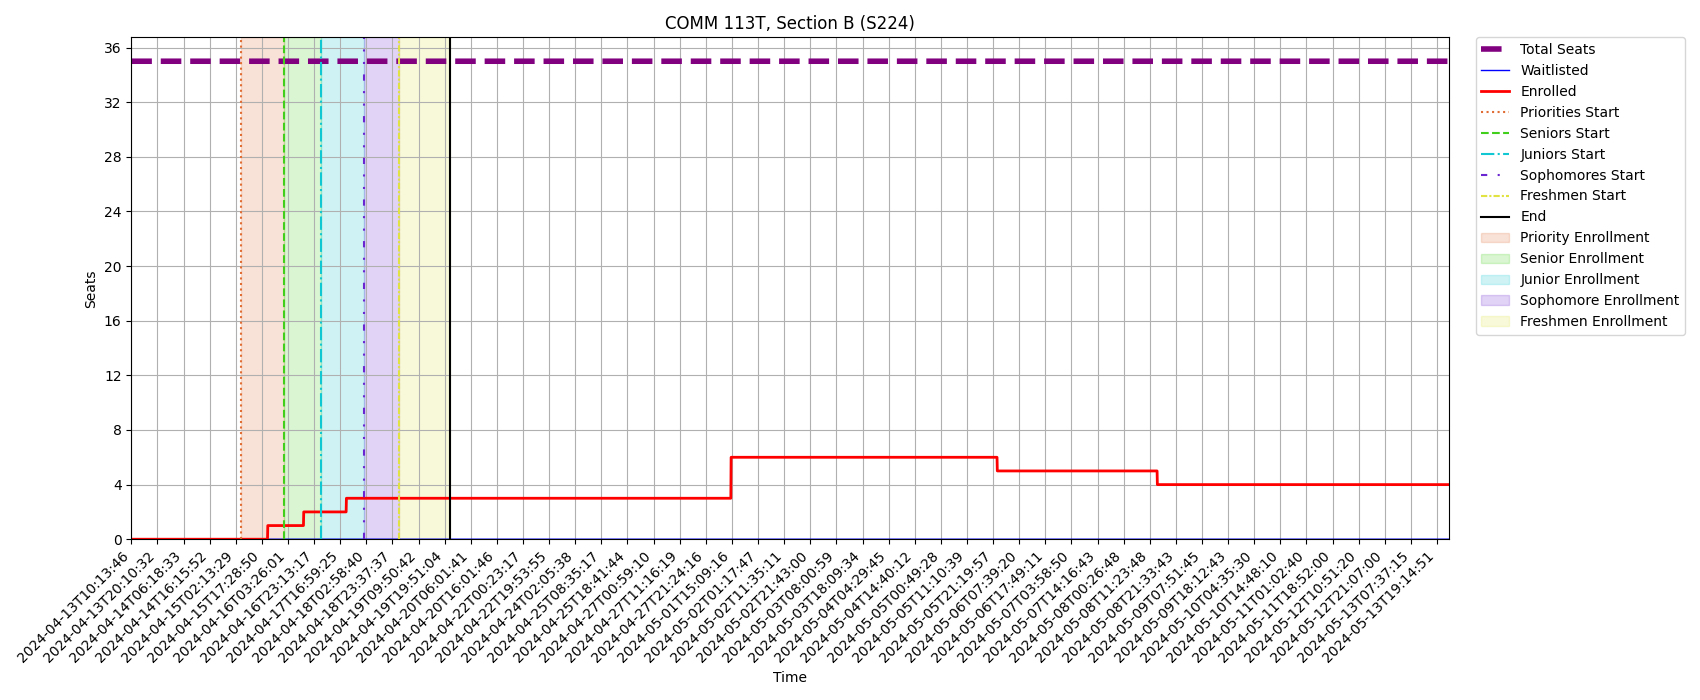 COMM 113T, Section B (S224)
Seats
36
32
28
24
20
16
12
8
4
0
2024-04-13T10:13:46
2024-04-13T20:10:32
2024-04-14T06:18:33
2024-04-14T16:15:52
2024-04-15T02:13:29
2024-04-15T17:28:50
2024-04-16T03:26:01
2024-04-16T23:13:17
2024-04-17T16:59:25
2024-04-18T02:58:40
2024-04-18T23:37:37
2024-04-19T09:50:42
2024-04-19T19:51:04
2024-04-20T06:01:41
2024-04-20T16:01:46
2024-04-22T00:23:17
2024-04-22T19:53:55
2024-04-24T02:05:38
2024-04-25T08:35:17
2024-04-25T18:41:44
2024-04-27T00:59:10
2024-04-27T11:16:19
2024-04-27T21:24:16
2024-05-01T15:09:16
2024-05-02T01:17:47
2024-05-02T11:35:11
2024-05-02T21:43:00
2024-05-03T08:00:59
2024-05-03T18:09:34
2024-05-04T04:29:45
2024-05-04T14:40:12
2024-05-05T00:49:28
2024-05-05T11:10:39
2024-05-05T21:19:57
2024-05-06T07:39:20
2024-05-06T17:49:11
2024-05-07T03:58:50
2024-05-07T14:16:43
2024-05-08T00:26:48
2024-05-08T11:23:48
2024-05-08T21:33:43
2024-05-09T07:51:45
2024-05-09T18:12:43
2024-05-10T04:35:30
2024-05-10T14:48:10
2024-05-11T01:02:40
2024-05-11T18:52:00
2024-05-12T10:51:20
2024-05-12T21:07:00
2024-05-13T07:37:15
2024-05-13T19:14:51
Time
Total Seats
Waitlisted
Enrolled
Priorities Start
Seniors Start
Juniors Start
Sophomores Start
Freshmen Start
End
Priority Enrollment
Senior Enrollment
Junior Enrollment
Sophomore Enrollment
Freshmen Enrollment